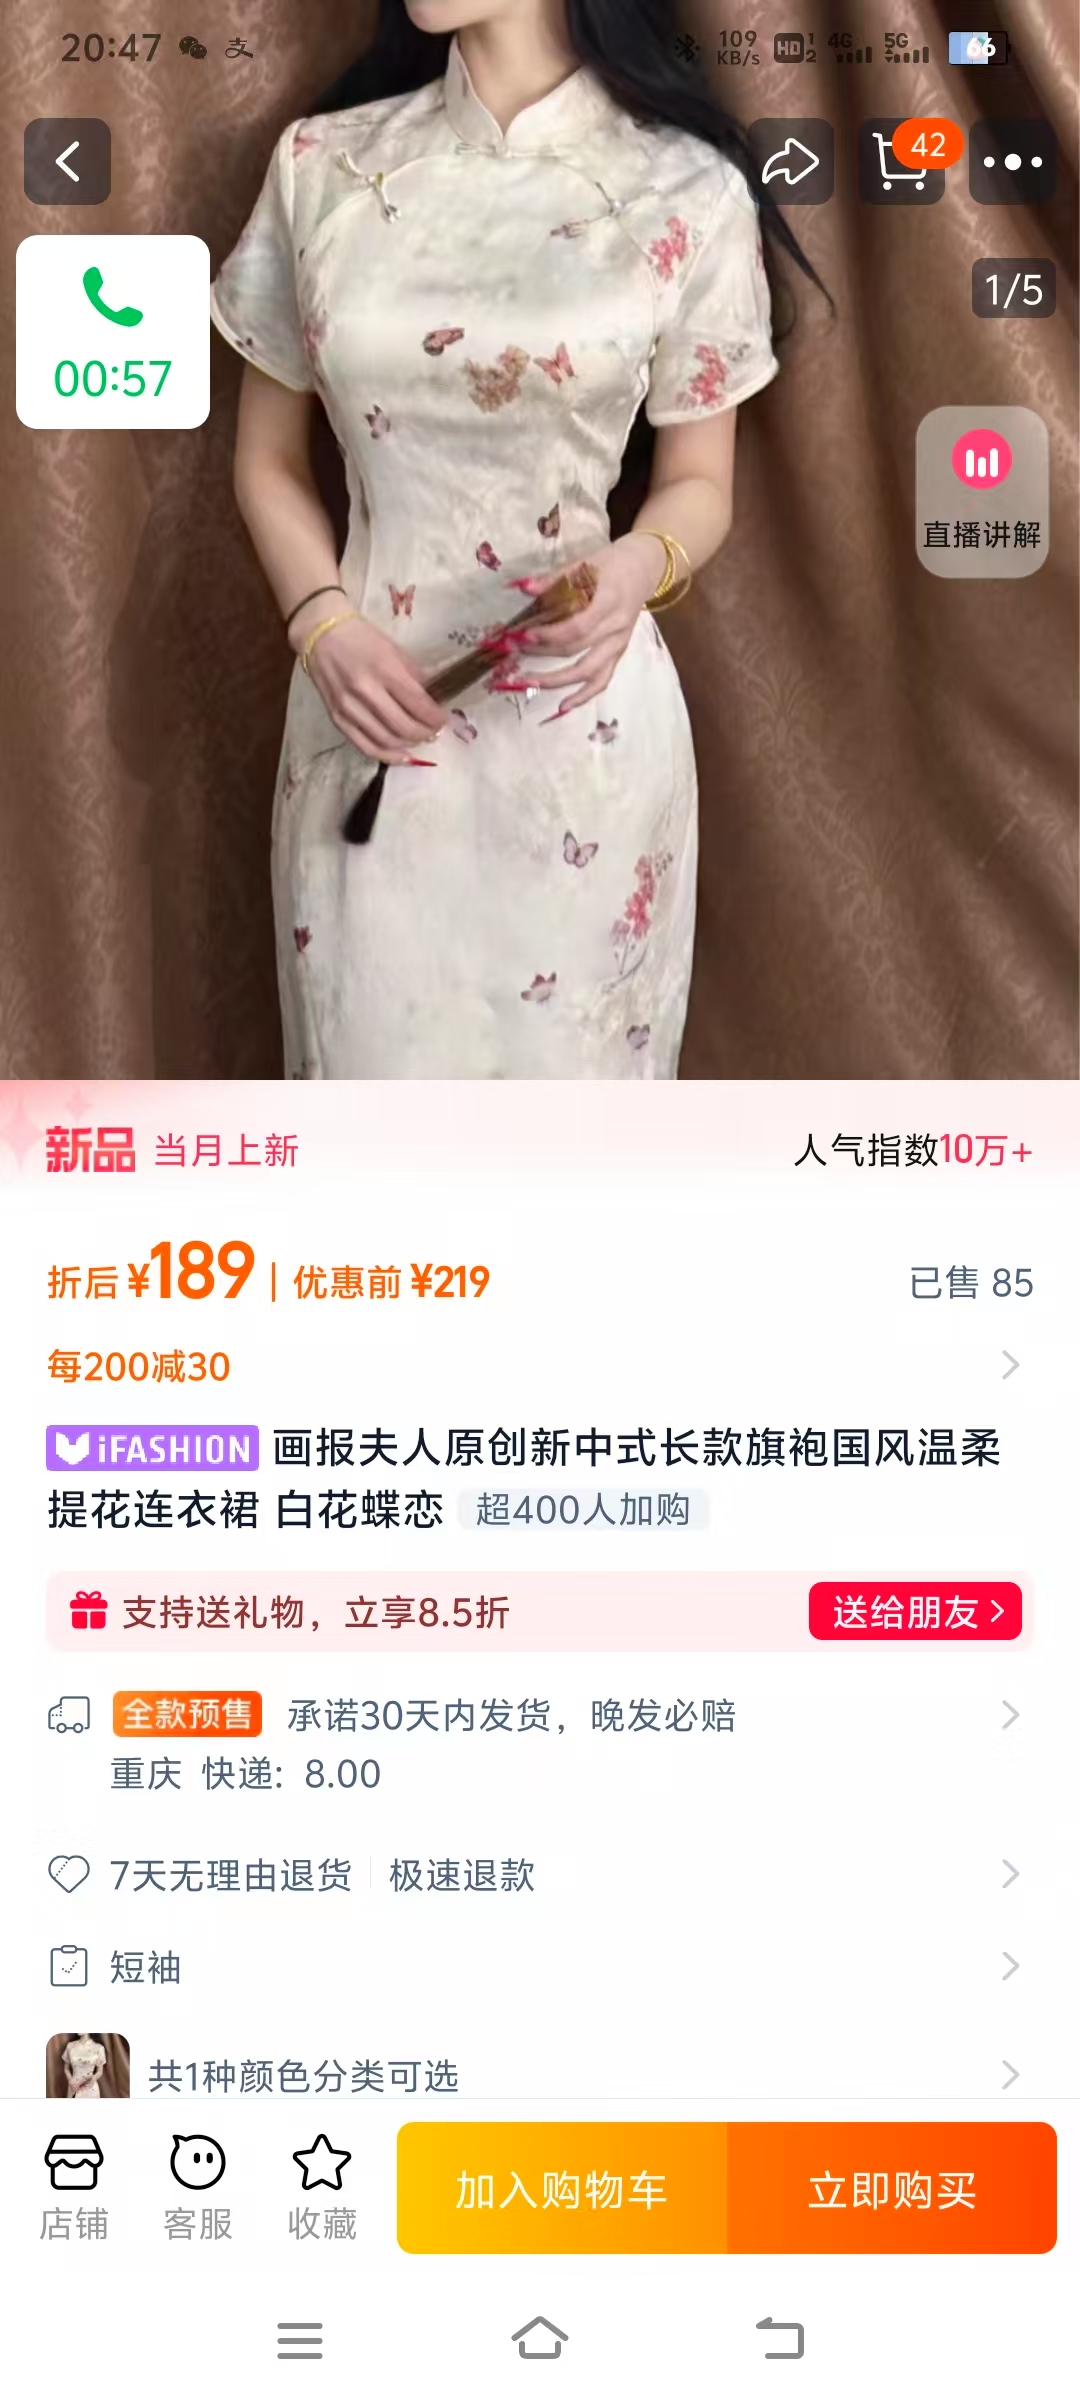 20:47 支 109 KB/s HD 1 2 4G 5G 66
42
1/5
00:57
直播讲解
新品 当月上新 人气指数10万+
折后 ¥189 | 优惠前 ¥219 已售 85
每200减30
iFASHION 画报夫人原创新中式长款旗袍国风温柔
提花连衣裙 白花蝶恋 超400人加购
支持送礼物，立享8.5折 送给朋友
全款预售 承诺30天内发货，晚发必赔
重庆 快递: 8.00
7天无理由退货 极速退款
短袖
共1种颜色分类可选
店铺 客服 收藏 加入购物车 立即购买